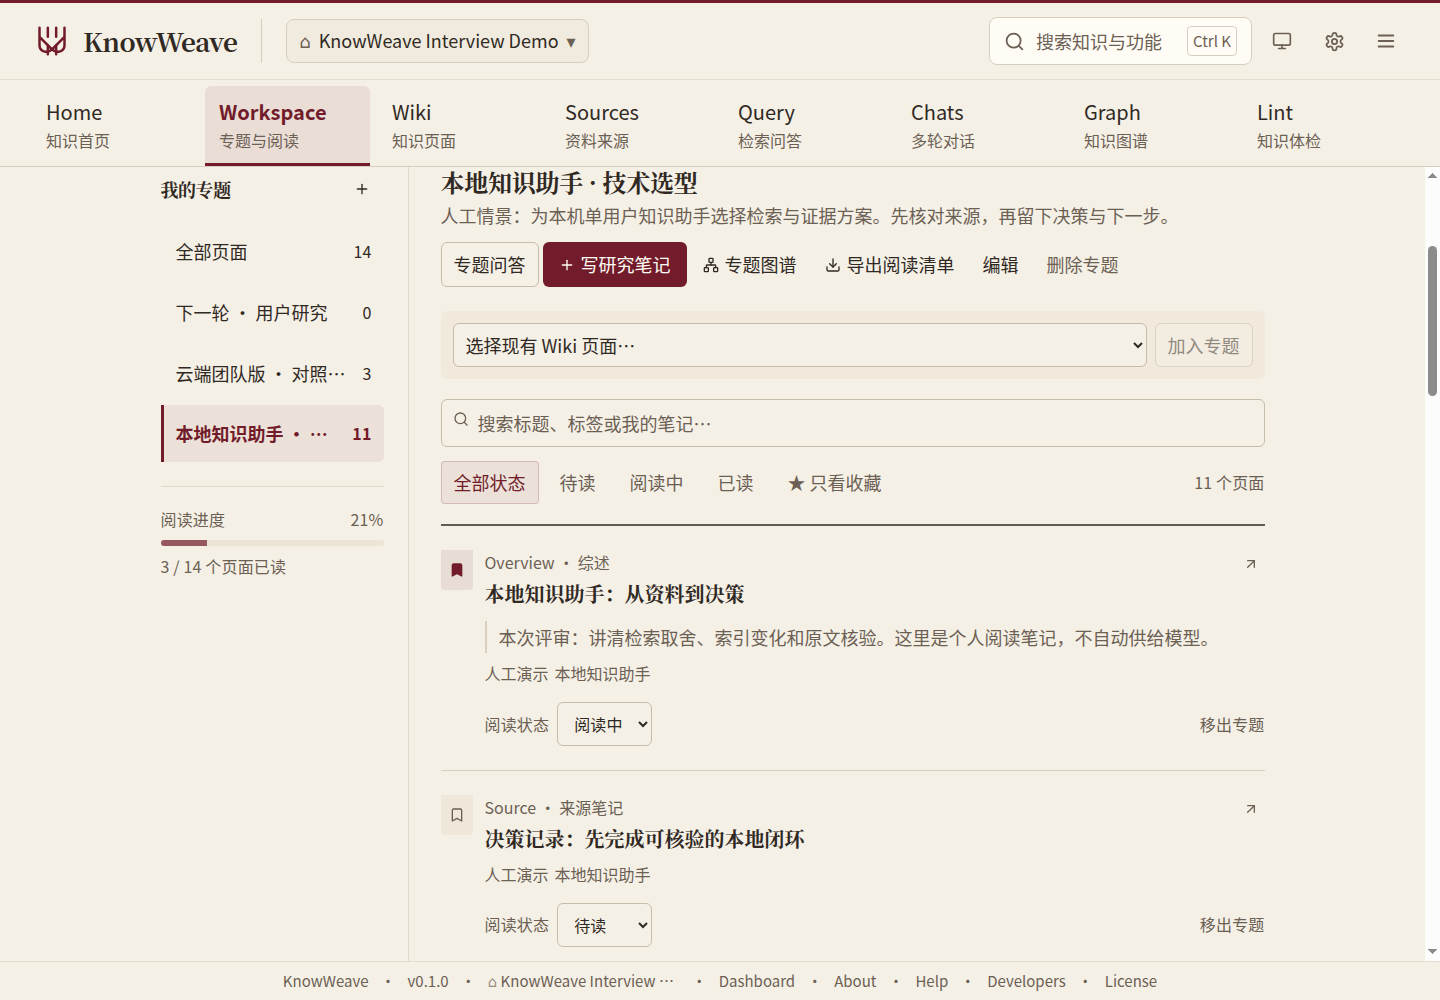 KnowWeave
KnowWeave Interview Demo
搜索知识与功能 Ctrl K
Home
知识首页
Workspace
专题与阅读
Wiki
知识页面
Sources
资料来源
Query
检索问答
Chats
多轮对话
Graph
知识图谱
Lint
知识体检
我的专题
全部页面 14
下一轮 · 用户研究 0
云端团队版 · 对照… 3
本地知识助手 · … 11
阅读进度 21%
3 / 14 个页面已读
本地知识助手 · 技术选型
人工情景：为本机单用户知识助手选择检索与证据方案。先核对来源，再留下决策与下一步。
专题问答 + 写研究笔记 专题图谱 导出阅读清单 编辑 删除专题
选择现有 Wiki 页面… 加入专题
搜索标题、标签或我的笔记…
全部状态 待读 阅读中 已读 ★ 只看收藏 11 个页面
Overview · 综述
本地知识助手：从资料到决策
本次评审：讲清检索取舍、索引变化和原文核验。这里是个人阅读笔记，不自动供给模型。
人工演示 本地知识助手
阅读状态 阅读中 移出专题
Source · 来源笔记
决策记录：先完成可核验的本地闭环
人工演示 本地知识助手
阅读状态 待读 移出专题
KnowWeave · v0.1.0 · ⌂ KnowWeave Interview … · Dashboard · About · Help · Developers · License